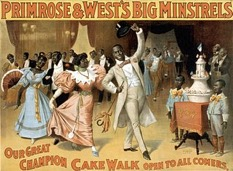 PRIMROSE & WEST'S BIG MINSTRELS
OUR GREAT
CHAMPION CAKE WALK OPEN TO ALL COMERS.